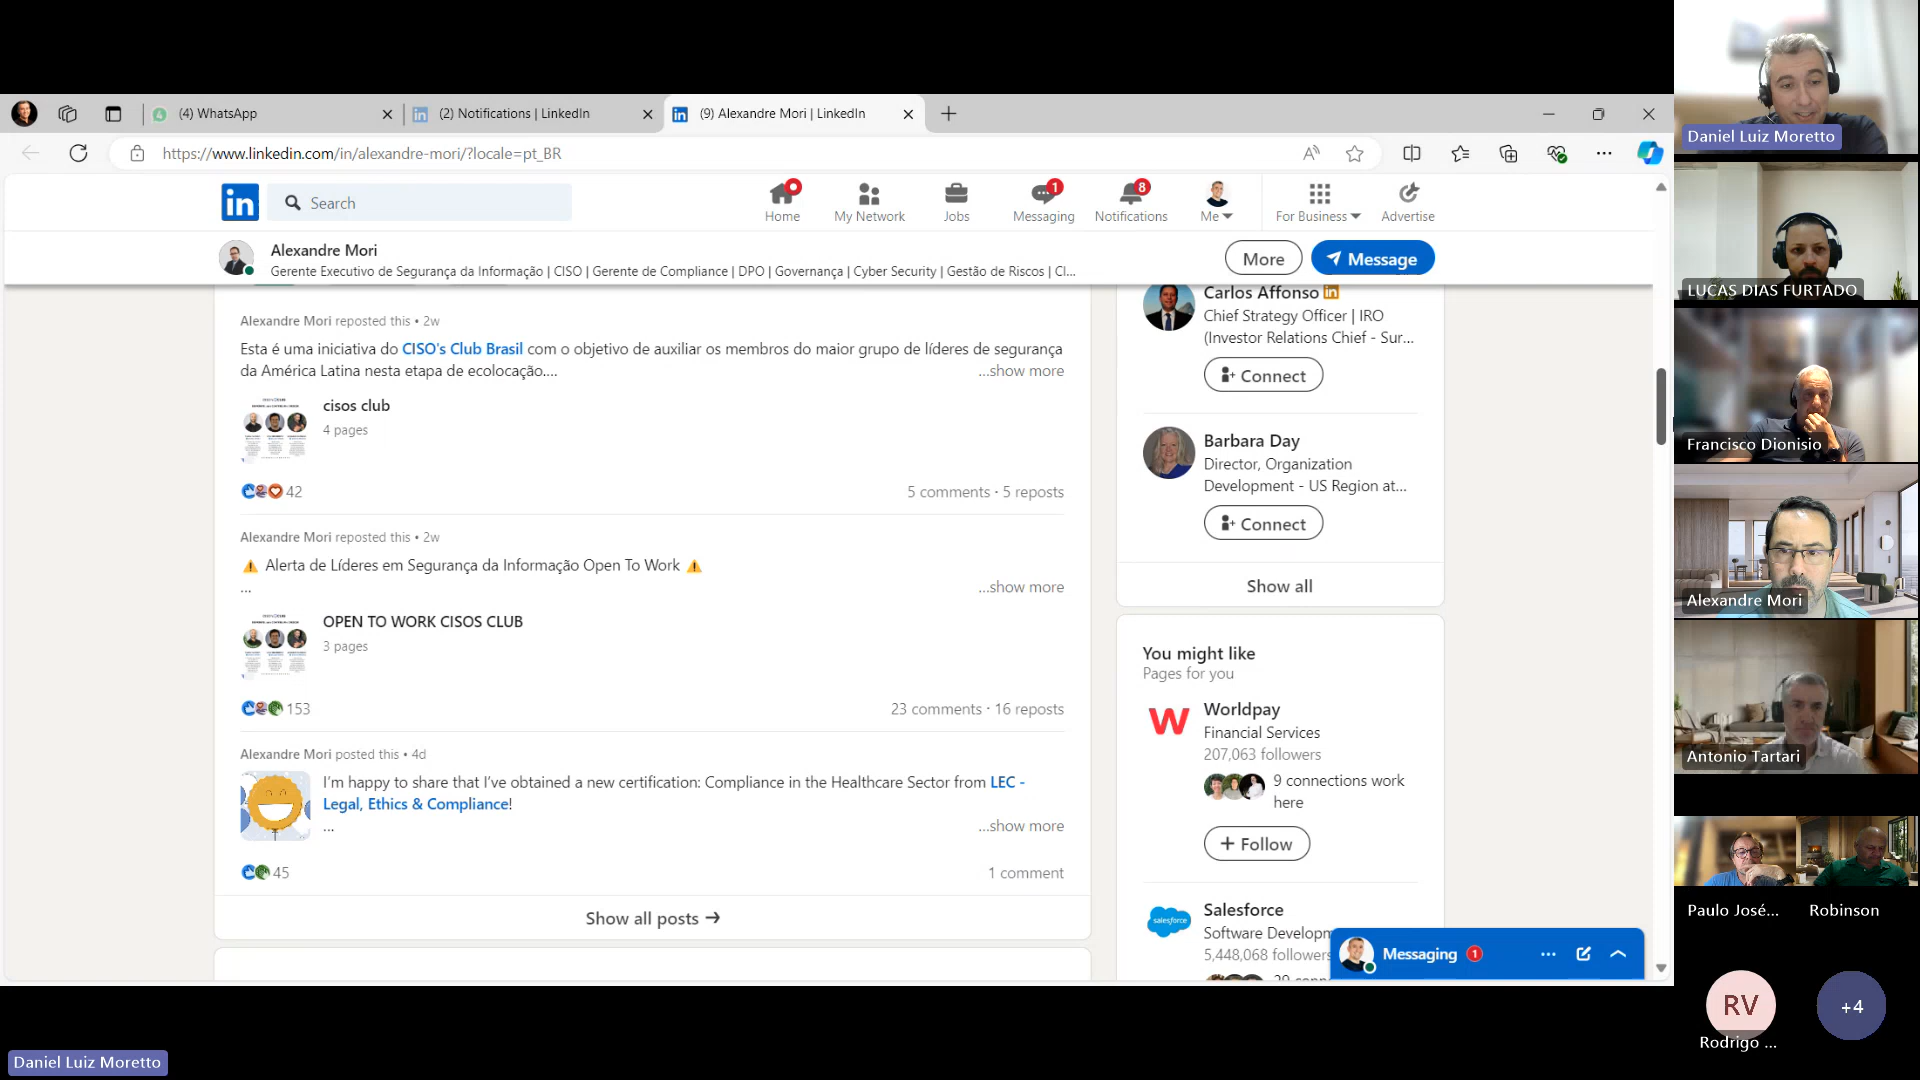 (4) WhatsApp
(2) Notifications | LinkedIn
(9) Alexandre Mori | LinkedIn
https://www.linkedin.com/in/alexandre-mori/?locale=pt_BR
Search
Home
My Network
Jobs
1
Messaging
8
Notifications
Me
For Business
Advertise
Alexandre Mori
Gerente Executivo de Segurança da Informação | CISO | Gerente de Compliance | DPO | Governança | Cyber Security | Gestão de Riscos | Cl...
More
Message
Alexandre Mori reposted this • 2w
Esta é uma iniciativa do CISO's Club Brasil com o objetivo de auxiliar os membros do maior grupo de líderes de segurança
da América Latina nesta etapa de ecolocação....
...show more
cisos club
4 pages
42
5 comments · 5 reposts
Alexandre Mori reposted this • 2w
⚠ Alerta de Líderes em Segurança da Informação Open To Work ⚠
...
...show more
OPEN TO WORK CISOS CLUB
3 pages
153
23 comments · 16 reposts
Alexandre Mori posted this • 4d
I'm happy to share that I've obtained a new certification: Compliance in the Healthcare Sector from LEC -
Legal, Ethics & Compliance!
...
...show more
45
1 comment
Show all posts →
Carlos Affonso
Chief Strategy Officer | IRO
(Investor Relations Chief - Sur...
Connect
Barbara Day
Director, Organization
Development - US Region at...
Connect
Show all
You might like
Pages for you
Worldpay
Financial Services
207,063 followers
9 connections work
here
+ Follow
salesforce
Salesforce
Software Developm
5,448,068 followers
Messaging 1
Daniel Luiz Moretto
LUCAS DIAS FURTADO
Francisco Dionisio
Alexandre Mori
Antonio Tartari
Paulo José...
Robinson
RV
Rodrigo ...
+4
Daniel Luiz Moretto